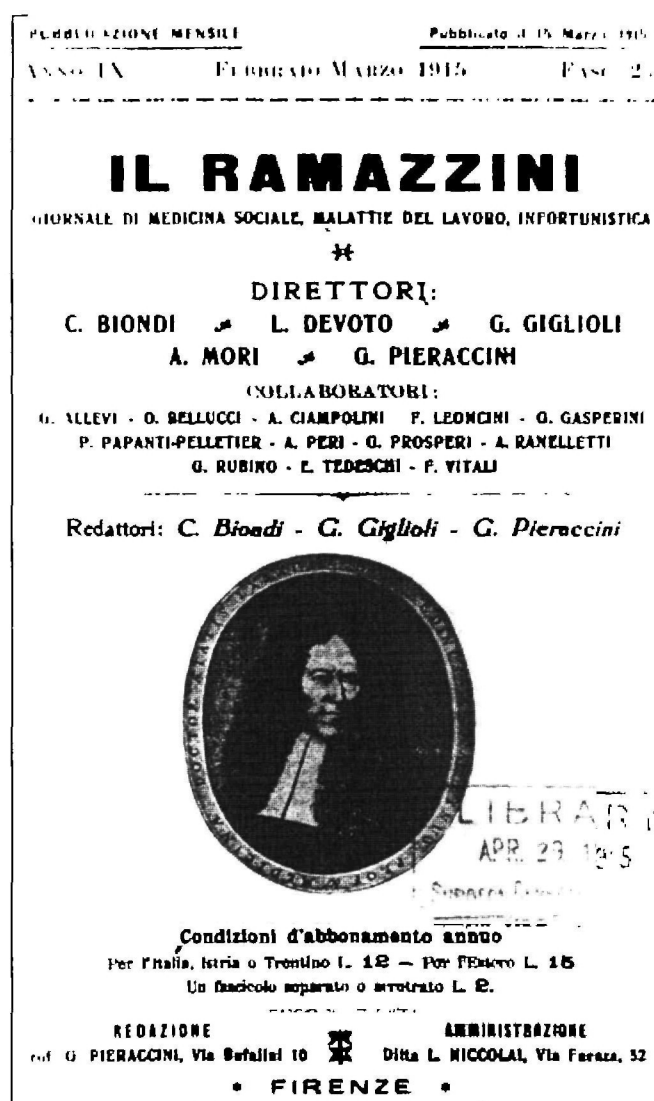 PUBBLICAZIONE MENSILE Pubblicato il 15 Marzo 1915
ANNO IX FEBBRAIO MARZO 1915 FASC. 2
IL RAMAZZINI
GIORNALE DI MEDICINA SOCIALE, MALATTIE DEL LAVORO, INFORTUNISTICA
DIRETTORI:
C. BIONDI L. DEVOTO G. GIGLIOLI
A. MORI G. PIERACCINI
COLLABORATORI:
G. ALLEVI - O. BELLUCCI - A. CIAMPOLINI F. LEONCINI - G. GASPERINI
P. PAPANTI-PELLETIER - A. PERI - G. PROSPERI - A. RANELLETTI
G. RUBINO - E. TEDESCHI - F. VITALI
Redattori: C. Biondi - G. Giglioli - G. Pieraccini
LIBRAR
APR. 29 1915
Condizioni d'abbonamento annuo
Per l'Italia, Istria e Trentino L. 12 — Per l'Estero L. 15
Un fascicolo separato o arretrato L. 2.
REDAZIONE AMMINISTRAZIONE
rof. G. PIERACCINI, Via Bufalini 10 Ditta L. NICCOLAI, Via Faenza, 52
• FIRENZE •